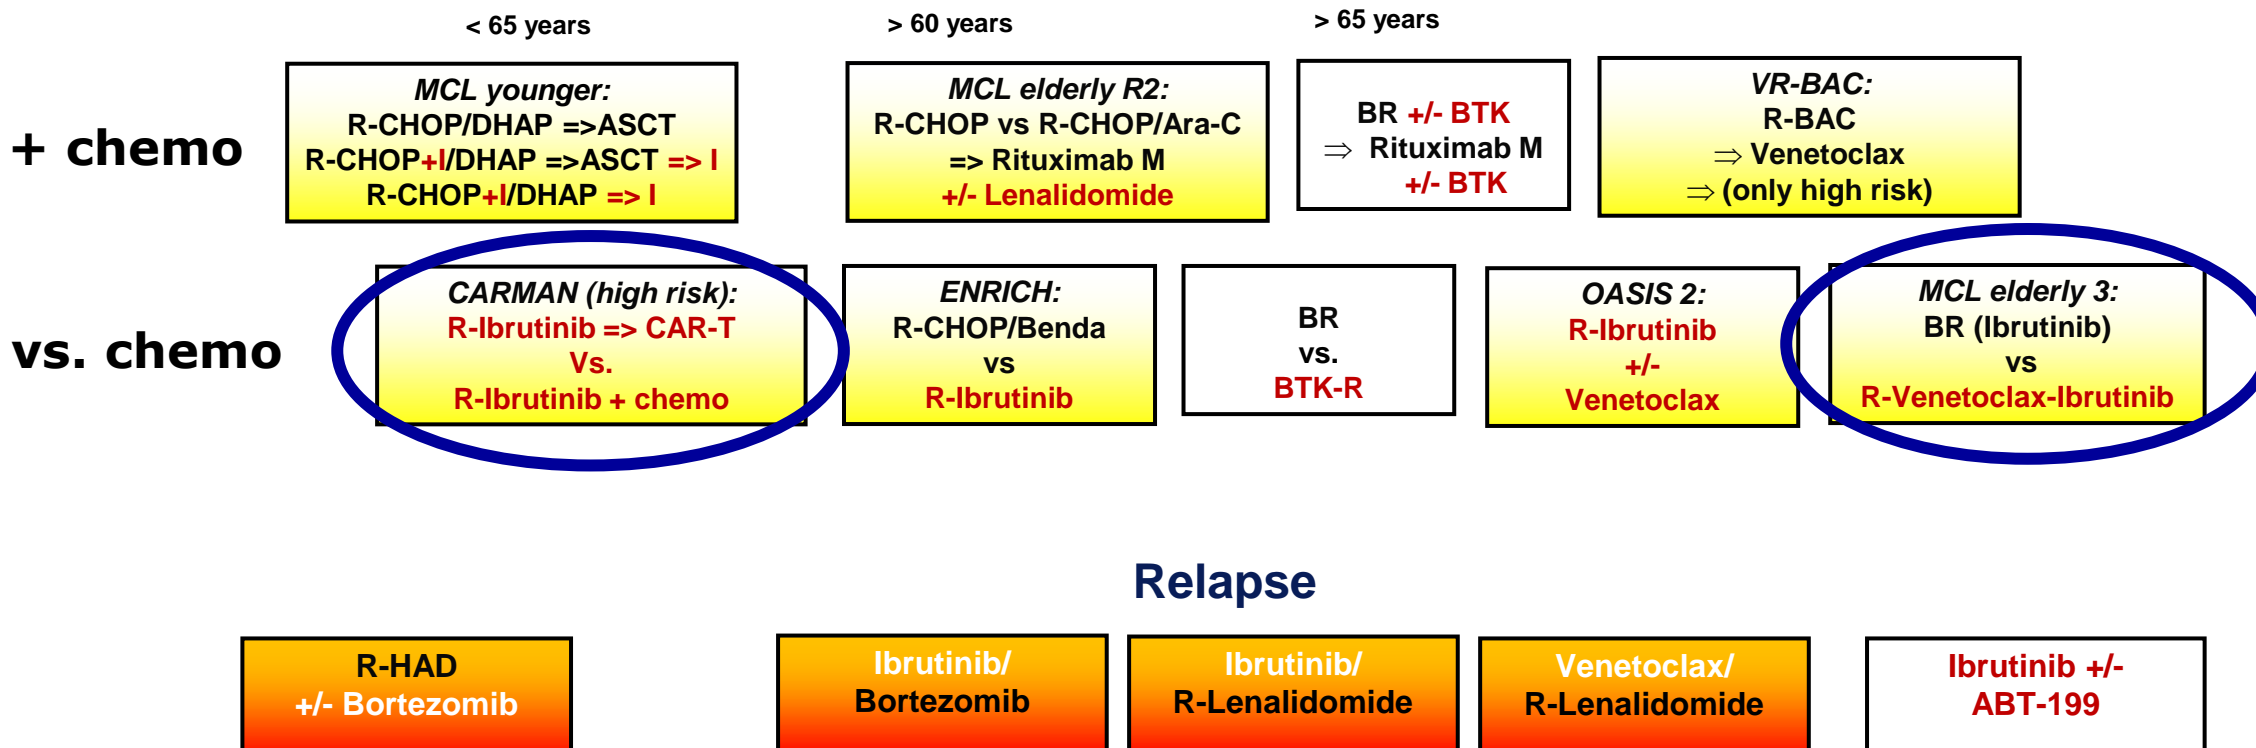 < 65 years
> 60 years
> 65 years
+ chemo
MCL younger:
R-CHOP/DHAP =>ASCT
R-CHOP+I/DHAP =>ASCT => I
R-CHOP+I/DHAP => I
MCL elderly R2:
R-CHOP vs R-CHOP/Ara-C
=> Rituximab M
+/- Lenalidomide
BR +/- BTK
⇒ Rituximab M
+/- BTK
VR-BAC:
R-BAC
⇒ Venetoclax
⇒ (only high risk)
vs. chemo
CARMAN (high risk):
R-Ibrutinib => CAR-T
Vs.
R-Ibrutinib + chemo
ENRICH:
R-CHOP/Benda
vs
R-Ibrutinib
BR
vs.
BTK-R
OASIS 2:
R-Ibrutinib
+/-
Venetoclax
MCL elderly 3:
BR (Ibrutinib)
vs
R-Venetoclax-Ibrutinib
Relapse
R-HAD
+/- Bortezomib
Ibrutinib/
Bortezomib
Ibrutinib/
R-Lenalidomide
Venetoclax/
R-Lenalidomide
Ibrutinib +/-
ABT-199